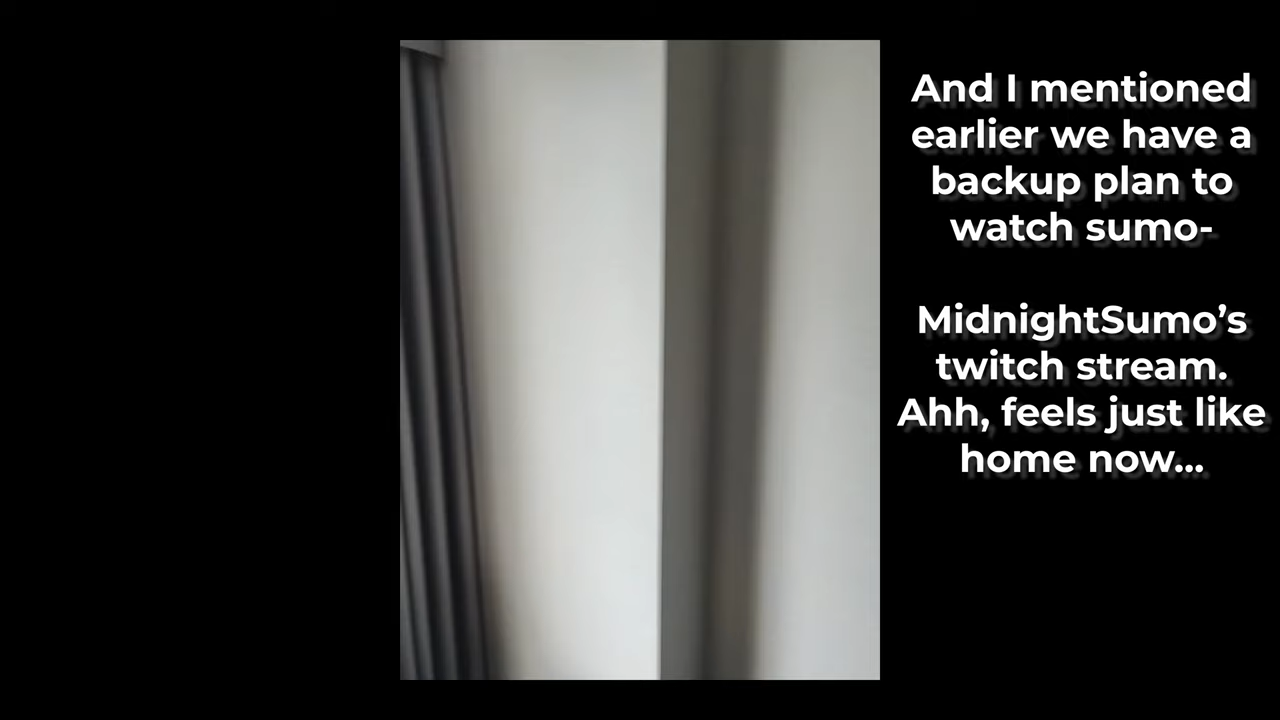 And I mentioned
earlier we have a
backup plan to
watch sumo-
MidnightSumo’s
twitch stream.
Ahh, feels just like
home now...